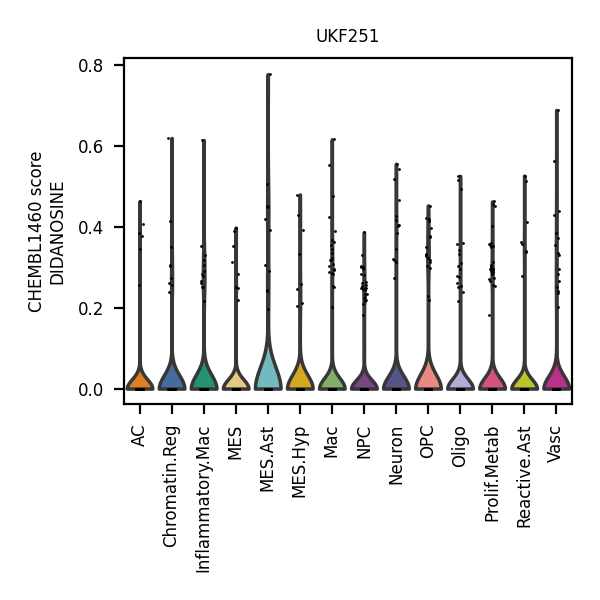 UKF251
CHEMBL1460 score
DIDANOSINE
0.8
0.6
0.4
0.2
0.0
AC
Chromatin.Reg
Inflammatory.Mac
MES
MES.Ast
MES.Hyp
Mac
NPC
Neuron
OPC
Oligo
Prolif.Metab
Reactive.Ast
Vasc